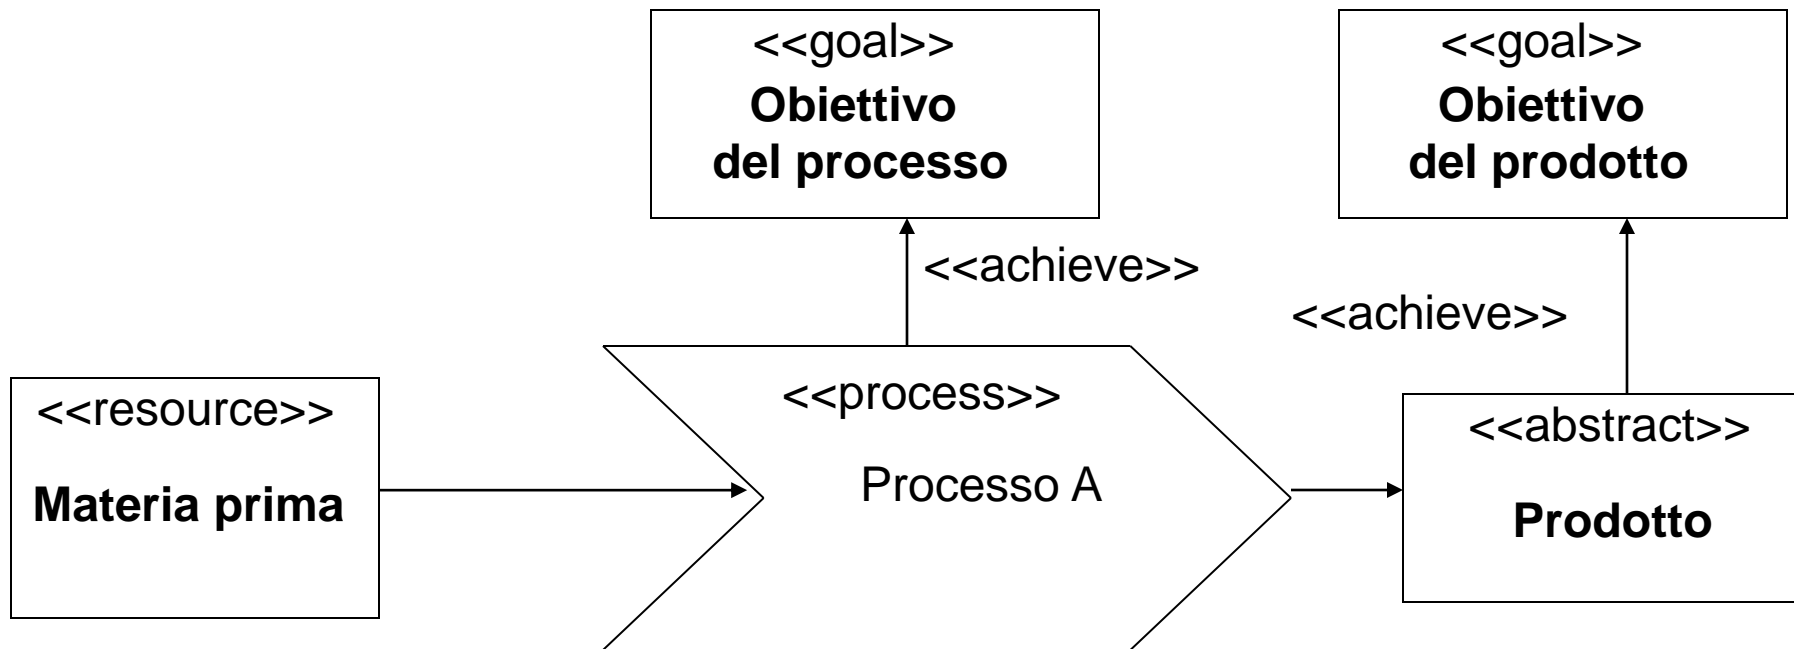 <<goal>>
Obiettivo
del processo
<<goal>>
Obiettivo
del prodotto
<<achieve>>
<<achieve>>
<<resource>>
Materia prima
<<process>>
Processo A
<<abstract>>
Prodotto